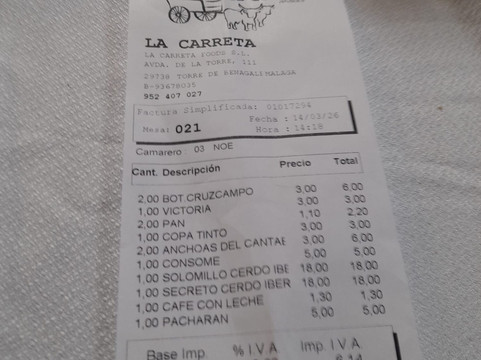 LA CARRETA
LA CARRETA FOODS S.L.
AVDA. DE LA TORRE, 111
29738 TORRE DE BENAGALI MALAGA
B-93478035
952 407 027
Factura Simplificada: 01017294
Mesa: 021 Fecha : 14/03/26
Hora : 14:18
Camarero: 03 NOE
Cant. Descripción Precio Total
2,00 BOT.CRUZCAMPO 3,00 6,00
1,00 VICTORIA 3,00 3,00
2,00 PAN 1,10 2,20
1,00 COPA TINTO 3,00 3,00
2,00 ANCHOAS DEL CANTAE 3,00 6,00
1,00 CONSOME 5,00 5,00
1,00 SOLOMILLO CERDO IBE 18,00 18,00
1,00 SECRETO CERDO IBER 18,00 18,00
1,00 CAFE CON LECHE 1,30 1,30
1,00 PACHARAN 5,00 5,00
Base Imp. % I V A Imp. I V A